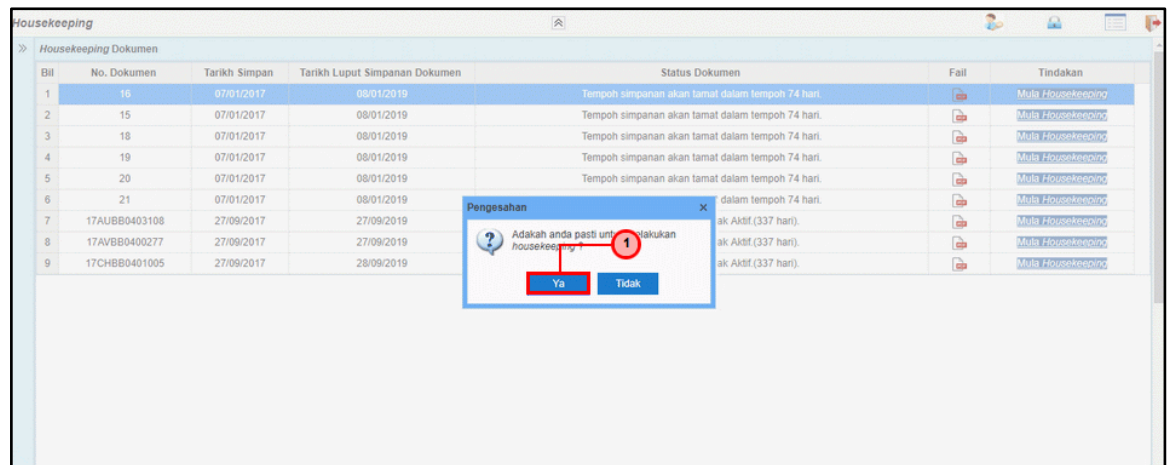 Housekeeping
Housekeeping Dokumen
Bil No. Dokumen Tarikh Simpan Tarikh Luput Simpanan Dokumen Status Dokumen Fail Tindakan
1 16 07/01/2017 08/01/2019 Tempoh simpanan akan tamat dalam tempoh 74 hari. Mula Housekeeping
2 15 07/01/2017 08/01/2019 Tempoh simpanan akan tamat dalam tempoh 74 hari. Mula Housekeeping
3 18 07/01/2017 08/01/2019 Tempoh simpanan akan tamat dalam tempoh 74 hari. Mula Housekeeping
4 19 07/01/2017 08/01/2019 Tempoh simpanan akan tamat dalam tempoh 74 hari. Mula Housekeeping
5 20 07/01/2017 08/01/2019 Tempoh simpanan akan tamat dalam tempoh 74 hari. Mula Housekeeping
6 21 07/01/2017 08/01/2019 dalam tempoh 74 hari. Mula Housekeeping
7 17AUBB0403108 27/09/2017 27/09/2019 ak Aktif.(337 hari). Mula Housekeeping
8 17AVBB0400277 27/09/2017 27/09/2019 ak Aktif.(337 hari). Mula Housekeeping
9 17CHBB0401005 27/09/2017 28/09/2019 ak Aktif.(337 hari). Mula Housekeeping
Pengesahan
Adakah anda pasti
housekeeping ?
1
Ya Tidak